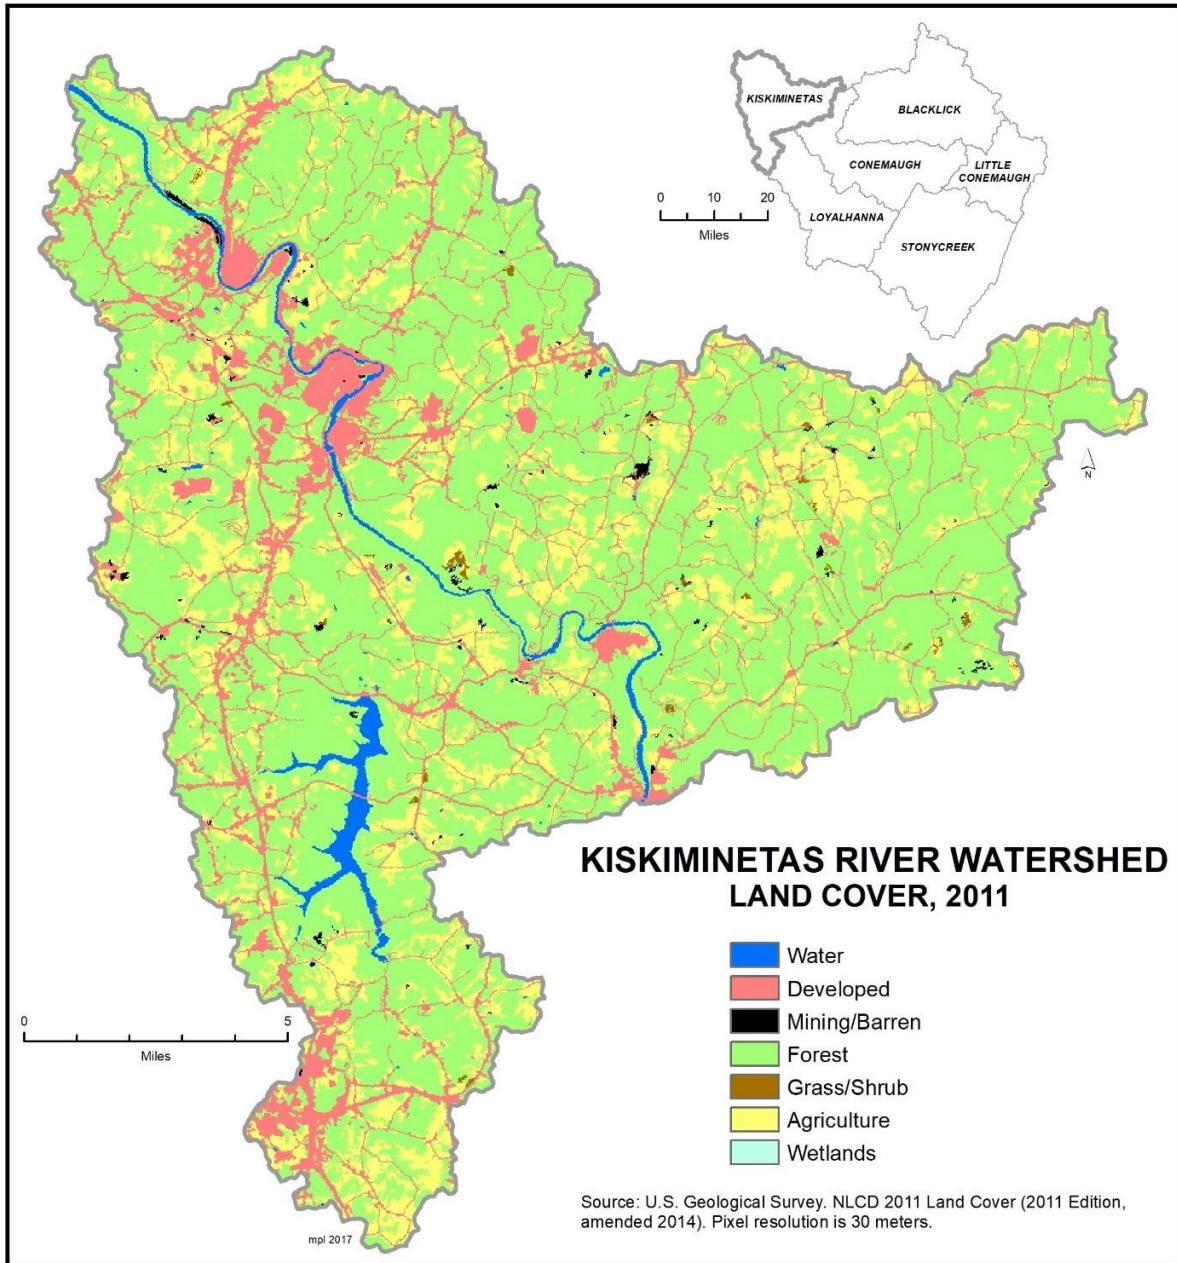 KISKIMINETAS
BLACKLICK
CONEMAUGH
LITTLE
CONEMAUGH
LOYALHANNA
STONYCREEK
0 10 20
Miles
N
KISKIMINETAS RIVER WATERSHED
LAND COVER, 2011
Water
Developed
Mining/Barren
Forest
Grass/Shrub
Agriculture
Wetlands
0 5
Miles
Source: U.S. Geological Survey. NLCD 2011 Land Cover (2011 Edition,
amended 2014). Pixel resolution is 30 meters.
mpl 2017